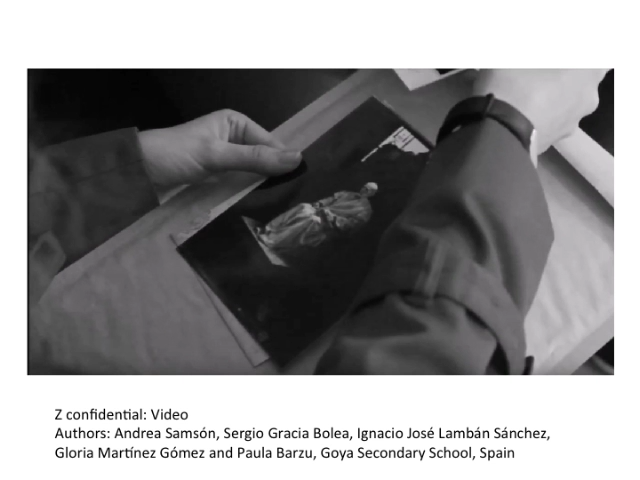 Z confidential: Video
Authors: Andrea Samsón, Sergio Gracia Bolea, Ignacio José Lambán Sánchez,
Gloria Martínez Gómez and Paula Barzu, Goya Secondary School, Spain